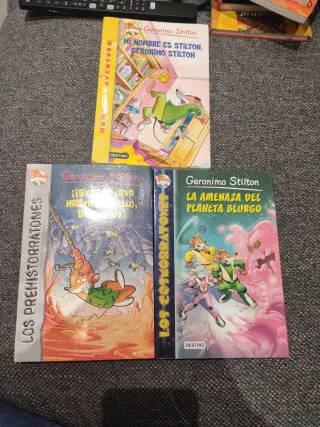 Geronimo Stilton
MI NOMBRE ES STILTON,
GERONIMO STILTON
DESTINO
Geronimo Stilton
LOS PREHISTORRATONES
LOS COSMORRATONES
Geronimo Stilton
LA AMENAZA DEL
PLANETA BLURGO
DESTINO